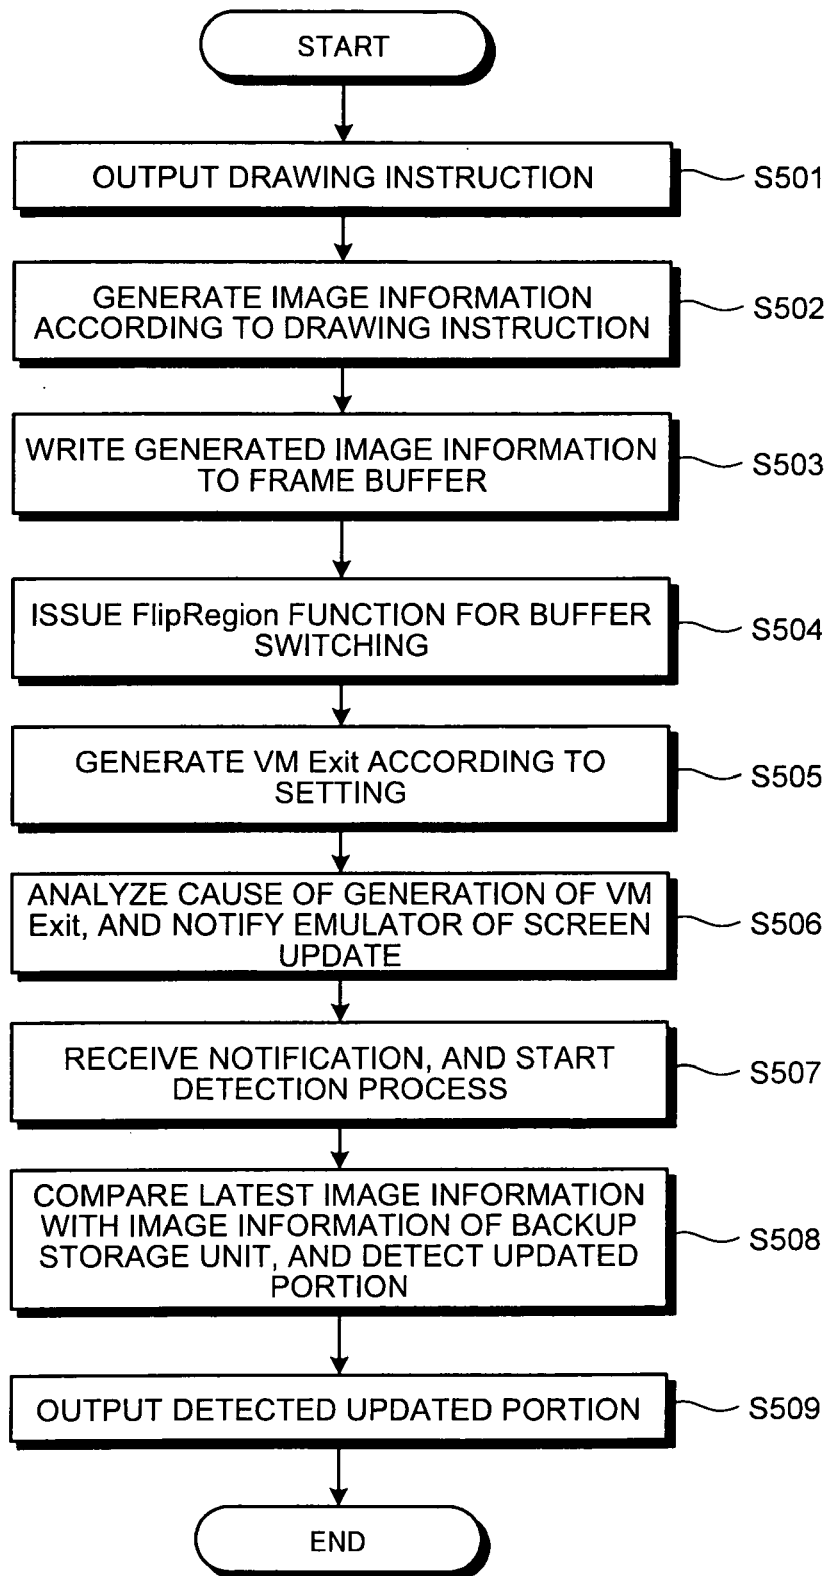 START
OUTPUT DRAWING INSTRUCTION
S501
GENERATE IMAGE INFORMATION
ACCORDING TO DRAWING INSTRUCTION
S502
WRITE GENERATED IMAGE INFORMATION
TO FRAME BUFFER
S503
ISSUE FlipRegion FUNCTION FOR BUFFER
SWITCHING
S504
GENERATE VM Exit ACCORDING TO
SETTING
S505
ANALYZE CAUSE OF GENERATION OF VM
Exit, AND NOTIFY EMULATOR OF SCREEN
UPDATE
S506
RECEIVE NOTIFICATION, AND START
DETECTION PROCESS
S507
COMPARE LATEST IMAGE INFORMATION
WITH IMAGE INFORMATION OF BACKUP
STORAGE UNIT, AND DETECT UPDATED
PORTION
S508
OUTPUT DETECTED UPDATED PORTION
S509
END